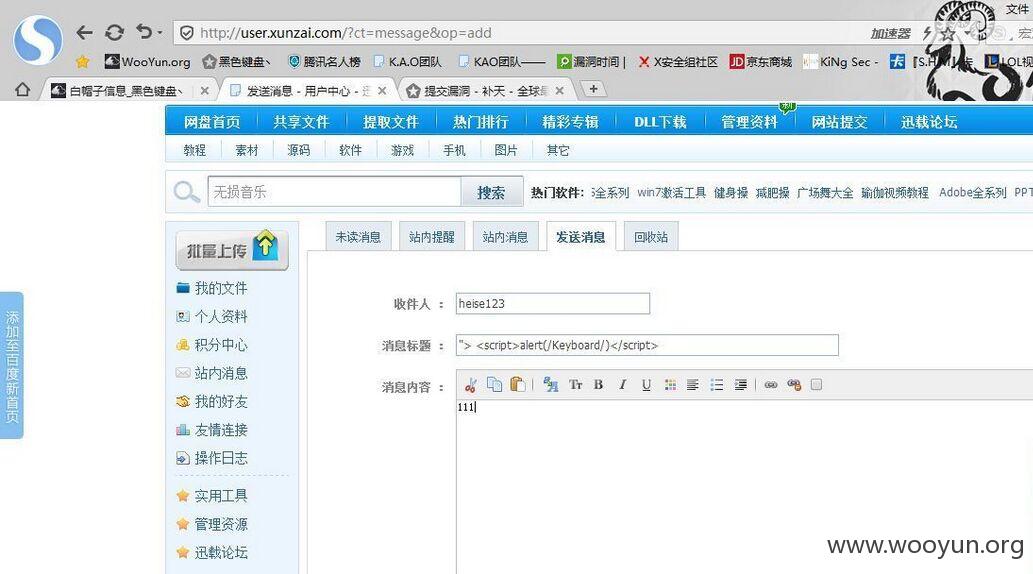 文件
http://user.xunzai.com/?ct=message&op=add
加速器
WooYun.org 黑色键盘、 腾讯名人榜 K.A.O团队 KAO团队—— 漏洞时间 | X安全组社区 京东商城 KiNg Sec -
白帽子信息_黑色键盘、 发送消息 - 用户中心 - 提交漏洞 - 补天 - 全球
网盘首页 共享文件 提取文件 热门排行 精彩专辑 DLL下载 管理资料 网站提交 迅载论坛
教程 素材 源码 软件 游戏 手机 图片 其它
无损音乐 搜索 热门软件: 全系列 win7激活工具 健身操 减肥操 广场舞大全 瑜伽视频教程 Adobe全系列 PPT
批量上传
未读消息 站内提醒 站内消息 发送消息 回收站
我的文件
个人资料
积分中心
站内消息
我的好友
友情连接
操作日志
实用工具
管理资源
迅载论坛
添加至百度新首页
收件人 : heise123
消息标题 : "> <script>alert(/Keyboard/)</script>
消息内容 :
Tr B I U
111
www.wooyun.org